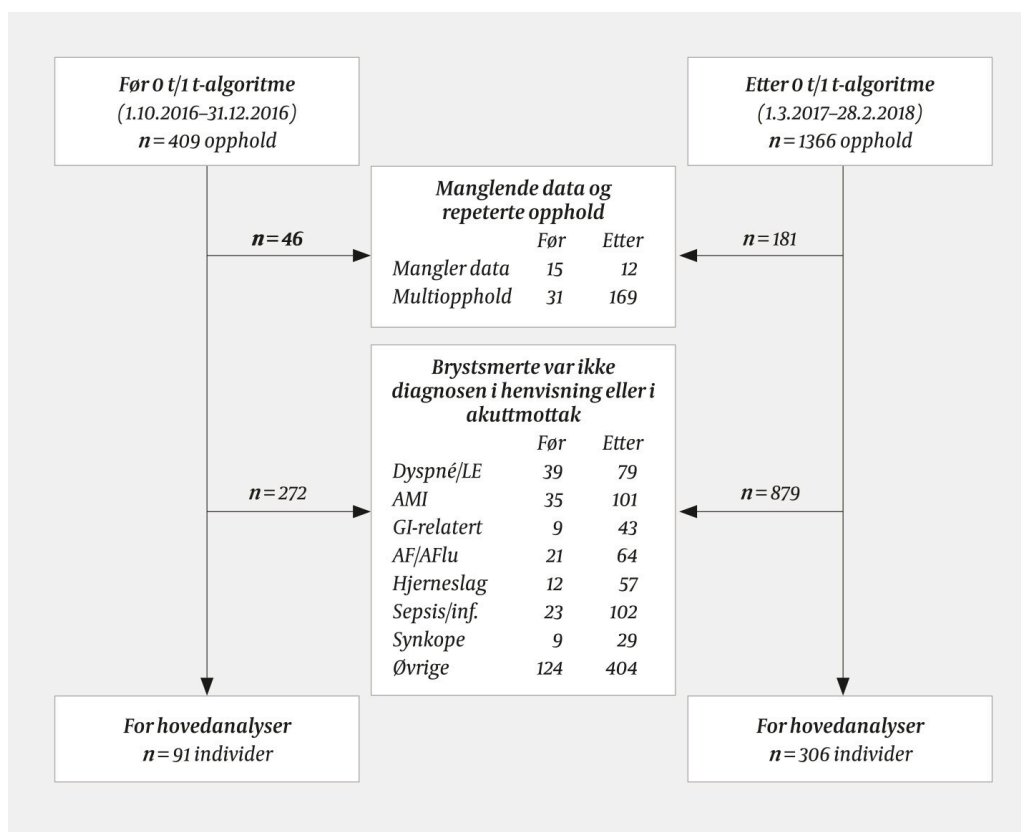 Før 0 t/1 t-algoritme
(1.10.2016–31.12.2016)
n = 409 opphold
Etter 0 t/1 t-algoritme
(1.3.2017–28.2.2018)
n = 1366 opphold
Manglende data og
repeterte opphold
Før Etter
Mangler data 15 12
Multiopphold 31 169
n = 46
n = 181
Brystsmerte var ikke
diagnosen i henvisning eller i
akuttmottak
Før Etter
Dyspné/LE 39 79
AMI 35 101
GI-relatert 9 43
AF/AFlu 21 64
Hjerneslag 12 57
Sepsis/inf. 23 102
Synkope 9 29
Øvrige 124 404
n = 272
n = 879
For hovedanalyser
n = 91 individer
For hovedanalyser
n = 306 individer